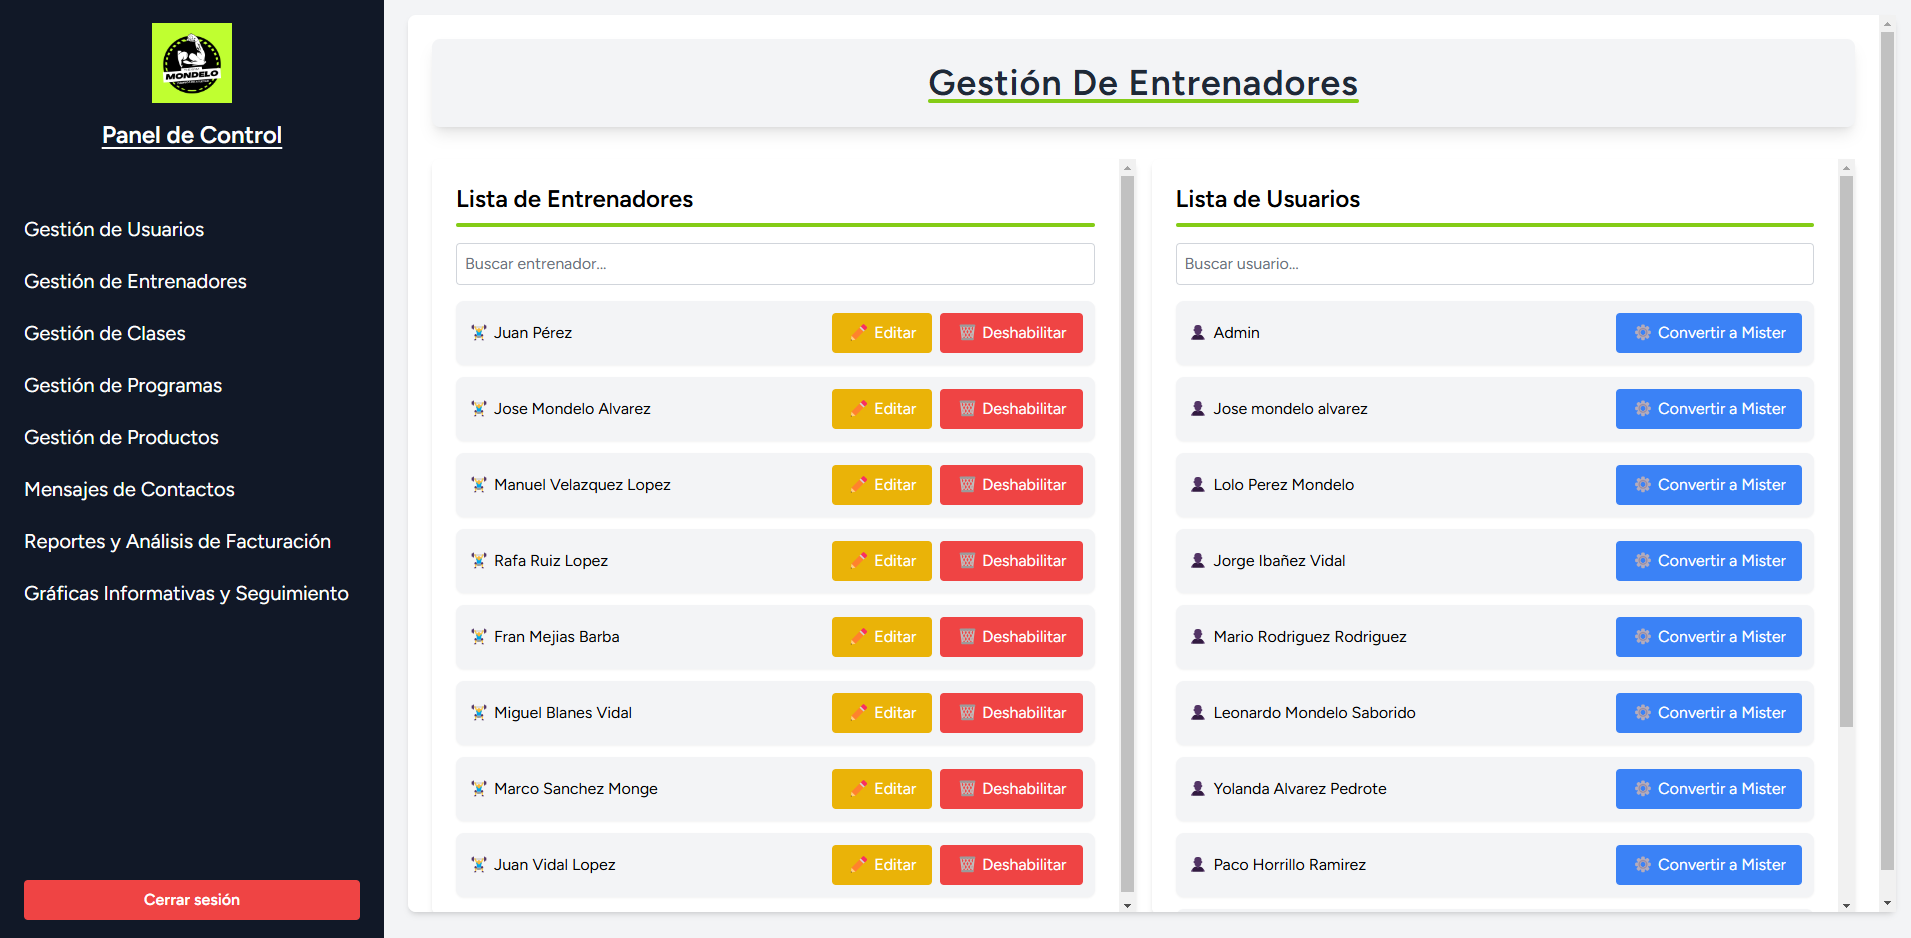 MONDELO
Panel de Control
Gestión de Usuarios
Gestión de Entrenadores
Gestión de Clases
Gestión de Programas
Gestión de Productos
Mensajes de Contactos
Reportes y Análisis de Facturación
Gráficas Informativas y Seguimiento
Cerrar sesión
Gestión De Entrenadores
Lista de Entrenadores
Buscar entrenador...
Juan Pérez Editar Deshabilitar
Jose Mondelo Alvarez Editar Deshabilitar
Manuel Velazquez Lopez Editar Deshabilitar
Rafa Ruiz Lopez Editar Deshabilitar
Fran Mejias Barba Editar Deshabilitar
Miguel Blanes Vidal Editar Deshabilitar
Marco Sanchez Monge Editar Deshabilitar
Juan Vidal Lopez Editar Deshabilitar
Lista de Usuarios
Buscar usuario...
Admin Convertir a Mister
Jose mondelo alvarez Convertir a Mister
Lolo Perez Mondelo Convertir a Mister
Jorge Ibañez Vidal Convertir a Mister
Mario Rodriguez Rodriguez Convertir a Mister
Leonardo Mondelo Saborido Convertir a Mister
Yolanda Alvarez Pedrote Convertir a Mister
Paco Horrillo Ramirez Convertir a Mister